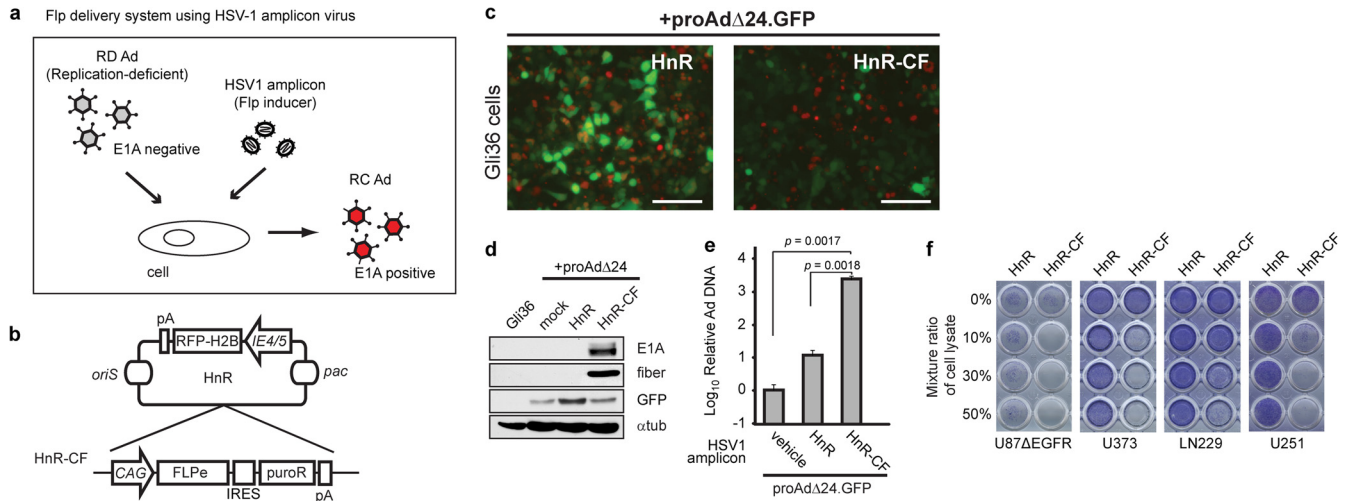 a
Flp delivery system using HSV-1 amplicon virus
RD Ad
(Replication-deficient)
E1A negative
HSV1 amplicon
(Flp inducer)
RC Ad
E1A positive
cell
b
pA
RFP-H2B
IE4/5
oriS
HnR
pac
HnR-CF
CAG
FLPe
IRES
puroR
pA
c
+proAdΔ24.GFP
Gli36 cells
HnR
HnR-CF
d
+proAdΔ24
Gli36
mock
HnR
HnR-CF
E1A
fiber
GFP
αtub
e
p = 0.0017
p = 0.0018
Log10 Relative Ad DNA
4
3
2
1
0
-1
HSV1
amplicon
vehicle
HnR
HnR-CF
proAdΔ24.GFP
f
HnR
HnR-CF
HnR
HnR-CF
HnR
HnR-CF
HnR
HnR-CF
Mixture ratio
of cell lysate
0%
10%
30%
50%
U87ΔEGFR
U373
LN229
U251